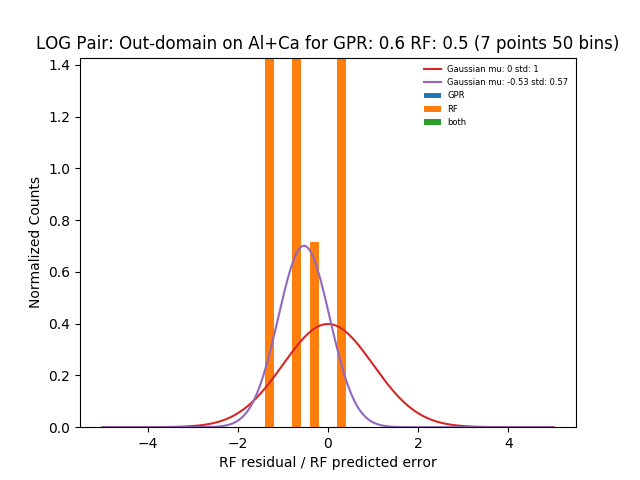 LOG Pair: Out-domain on Al+Ca for GPR: 0.6 RF: 0.5 (7 points 50 bins)
Gaussian mu: 0 std: 1
Gaussian mu: -0.53 std: 0.57
GPR
RF
both
Normalized Counts
1.4
1.2
1.0
0.8
0.6
0.4
0.2
0.0
−4
−2
0
2
4
RF residual / RF predicted error